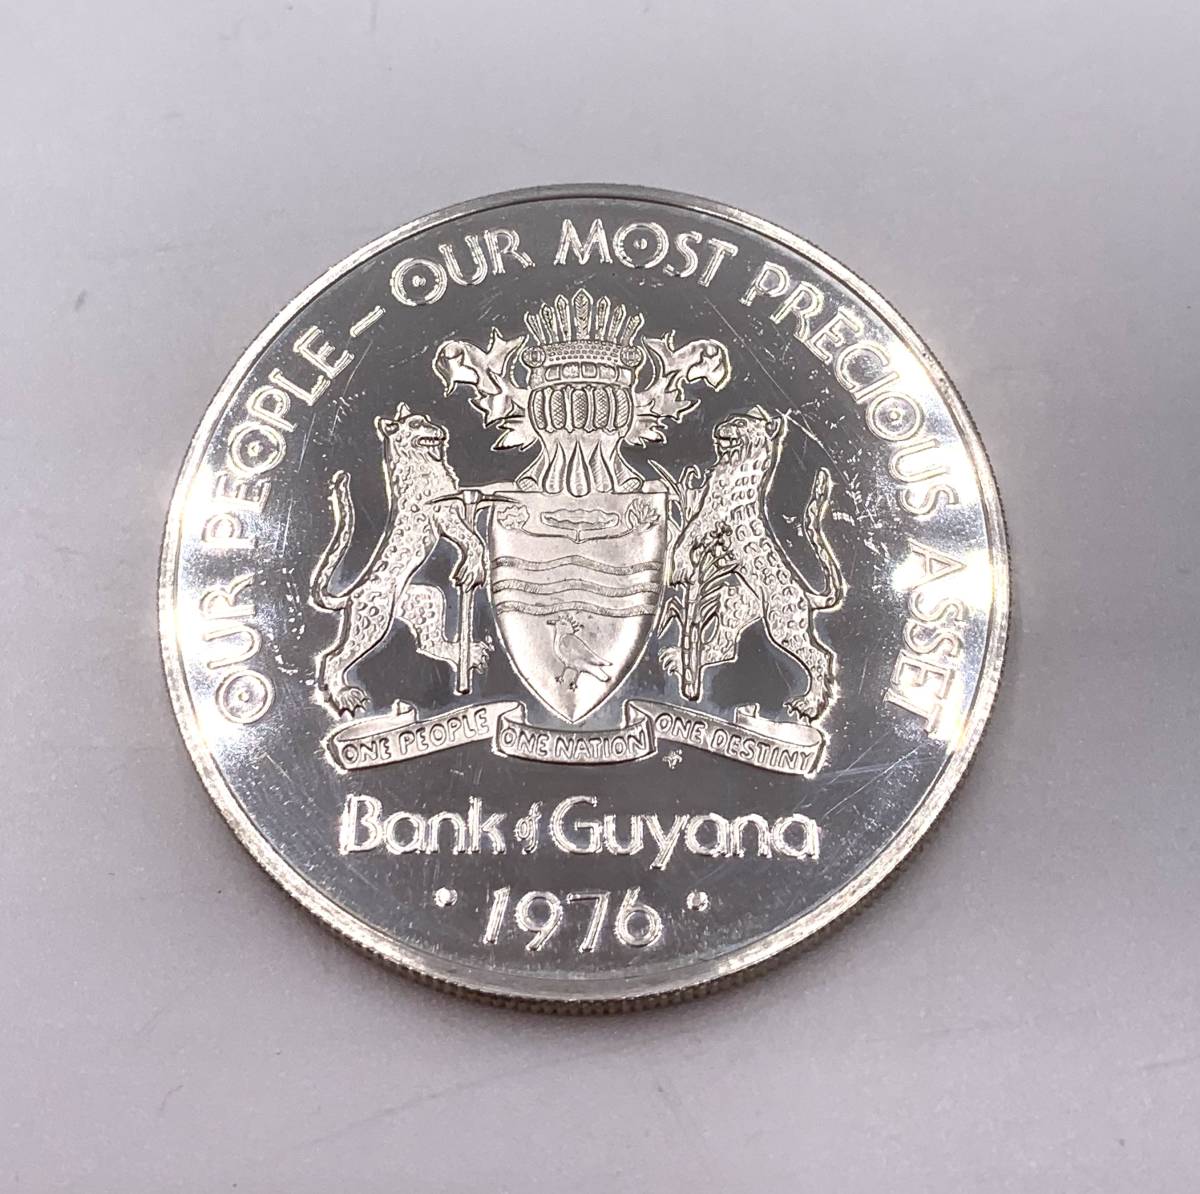 OUR PEOPLE – OUR MOST PRECIOUS ASSET
ONE PEOPLE ONE NATION ONE DESTINY
Bank of Guyana
• 1976 •